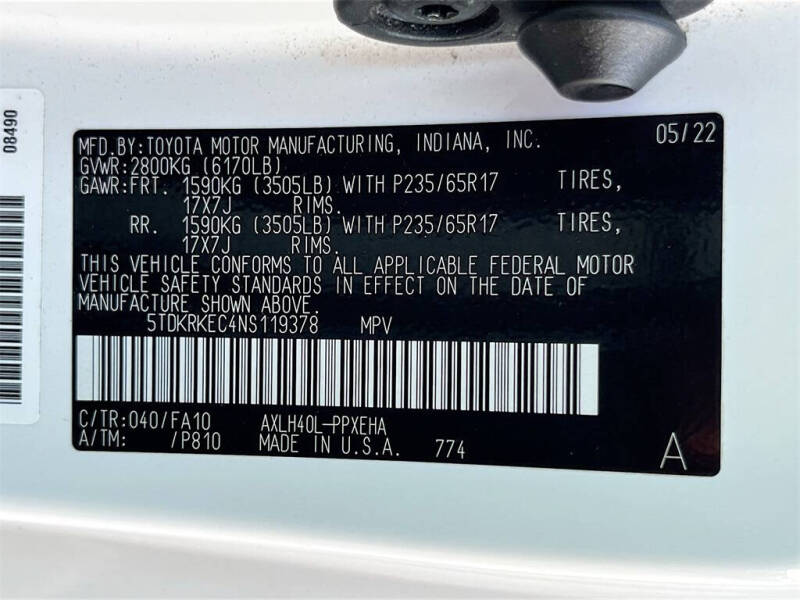 08490
MFD.BY:TOYOTA MOTOR MANUFACTURING, INDIANA, INC. 05/22
GVWR:2800KG (6170LB)
GAWR:FRT. 1590KG (3505LB) WITH P235/65R17 TIRES,
17X7J RIMS.
RR. 1590KG (3505LB) WITH P235/65R17 TIRES,
17X7J RIMS.
THIS VEHICLE CONFORMS TO ALL APPLICABLE FEDERAL MOTOR
VEHICLE SAFETY STANDARDS IN EFFECT ON THE DATE OF
MANUFACTURE SHOWN ABOVE.
5TDKRKEC4NS119378 MPV
C/TR:040/FA10 AXLH40L-PPXEHA
A/TM: /P810 MADE IN U.S.A. 774 A